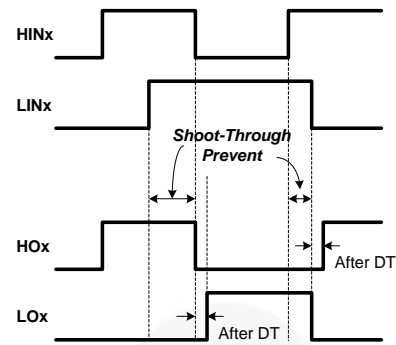 HINx
LINx
Shoot-Through
Prevent
HOx
After DT
LOx
After DT